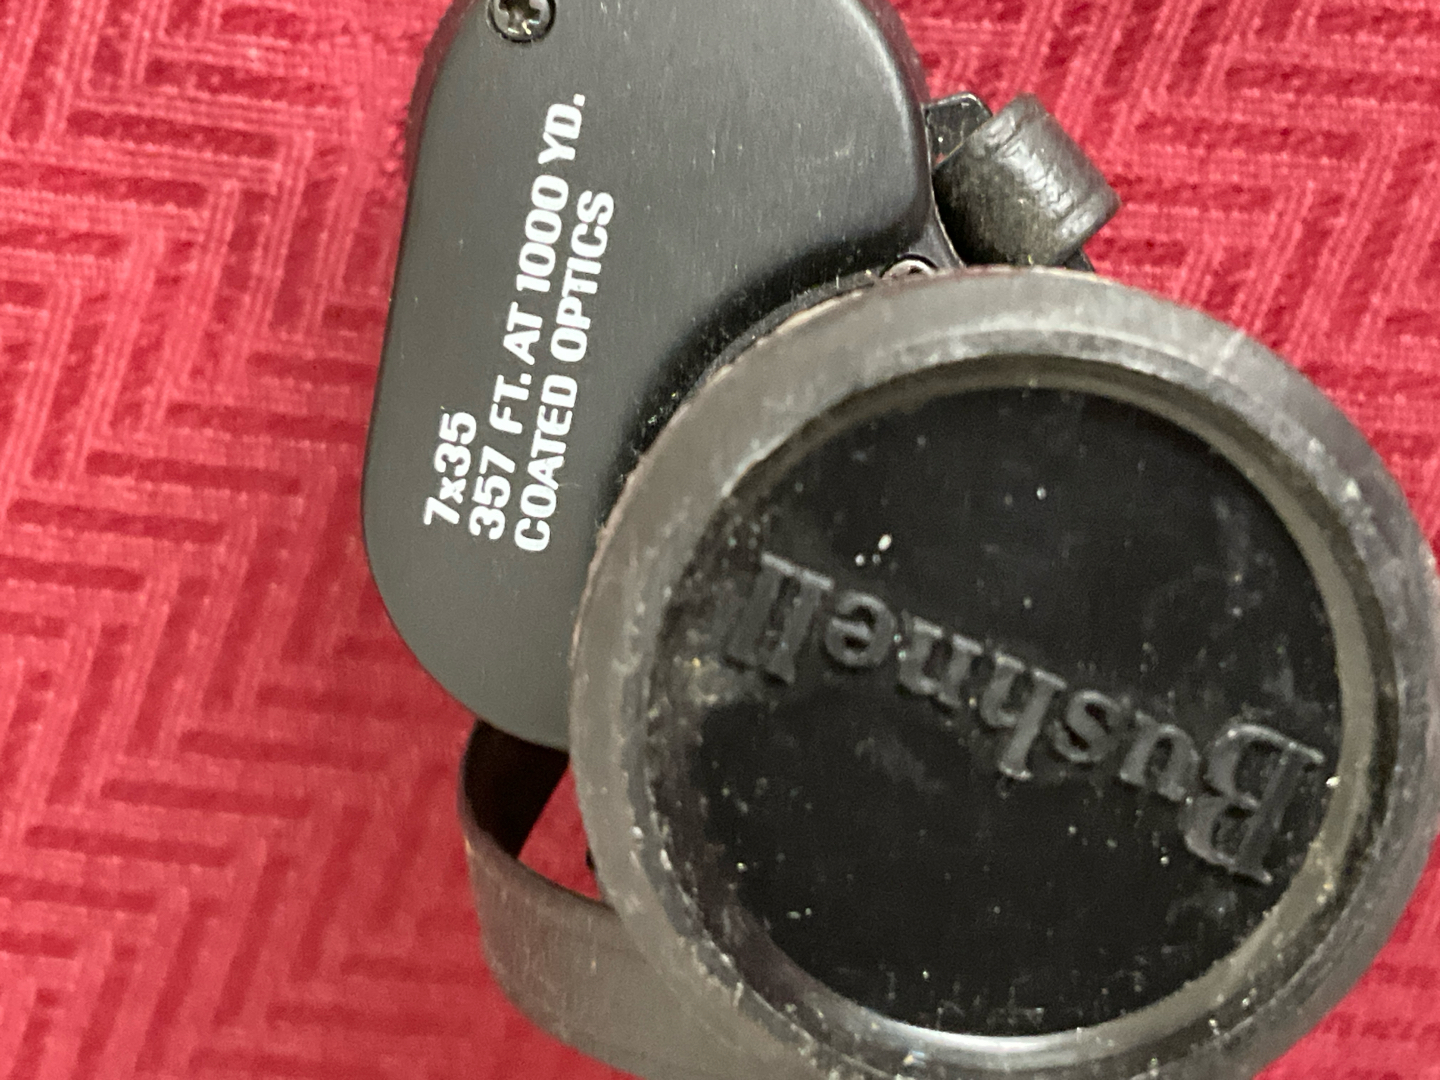 7x35
357 FT. AT 1000 YD.
COATED OPTICS
Bushnell